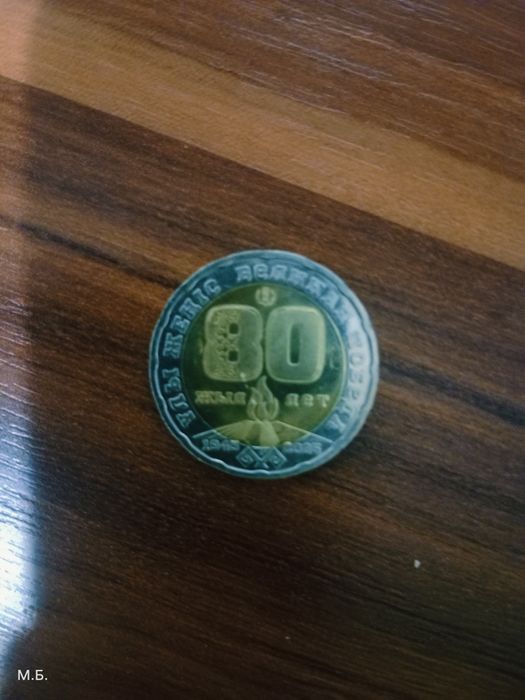 ҰЛЫ ЖЕҢІС ВЕЛИКАЯ ПОБЕДА
80
ЖЫЛ ЛЕТ
1945 2025
М.Б.